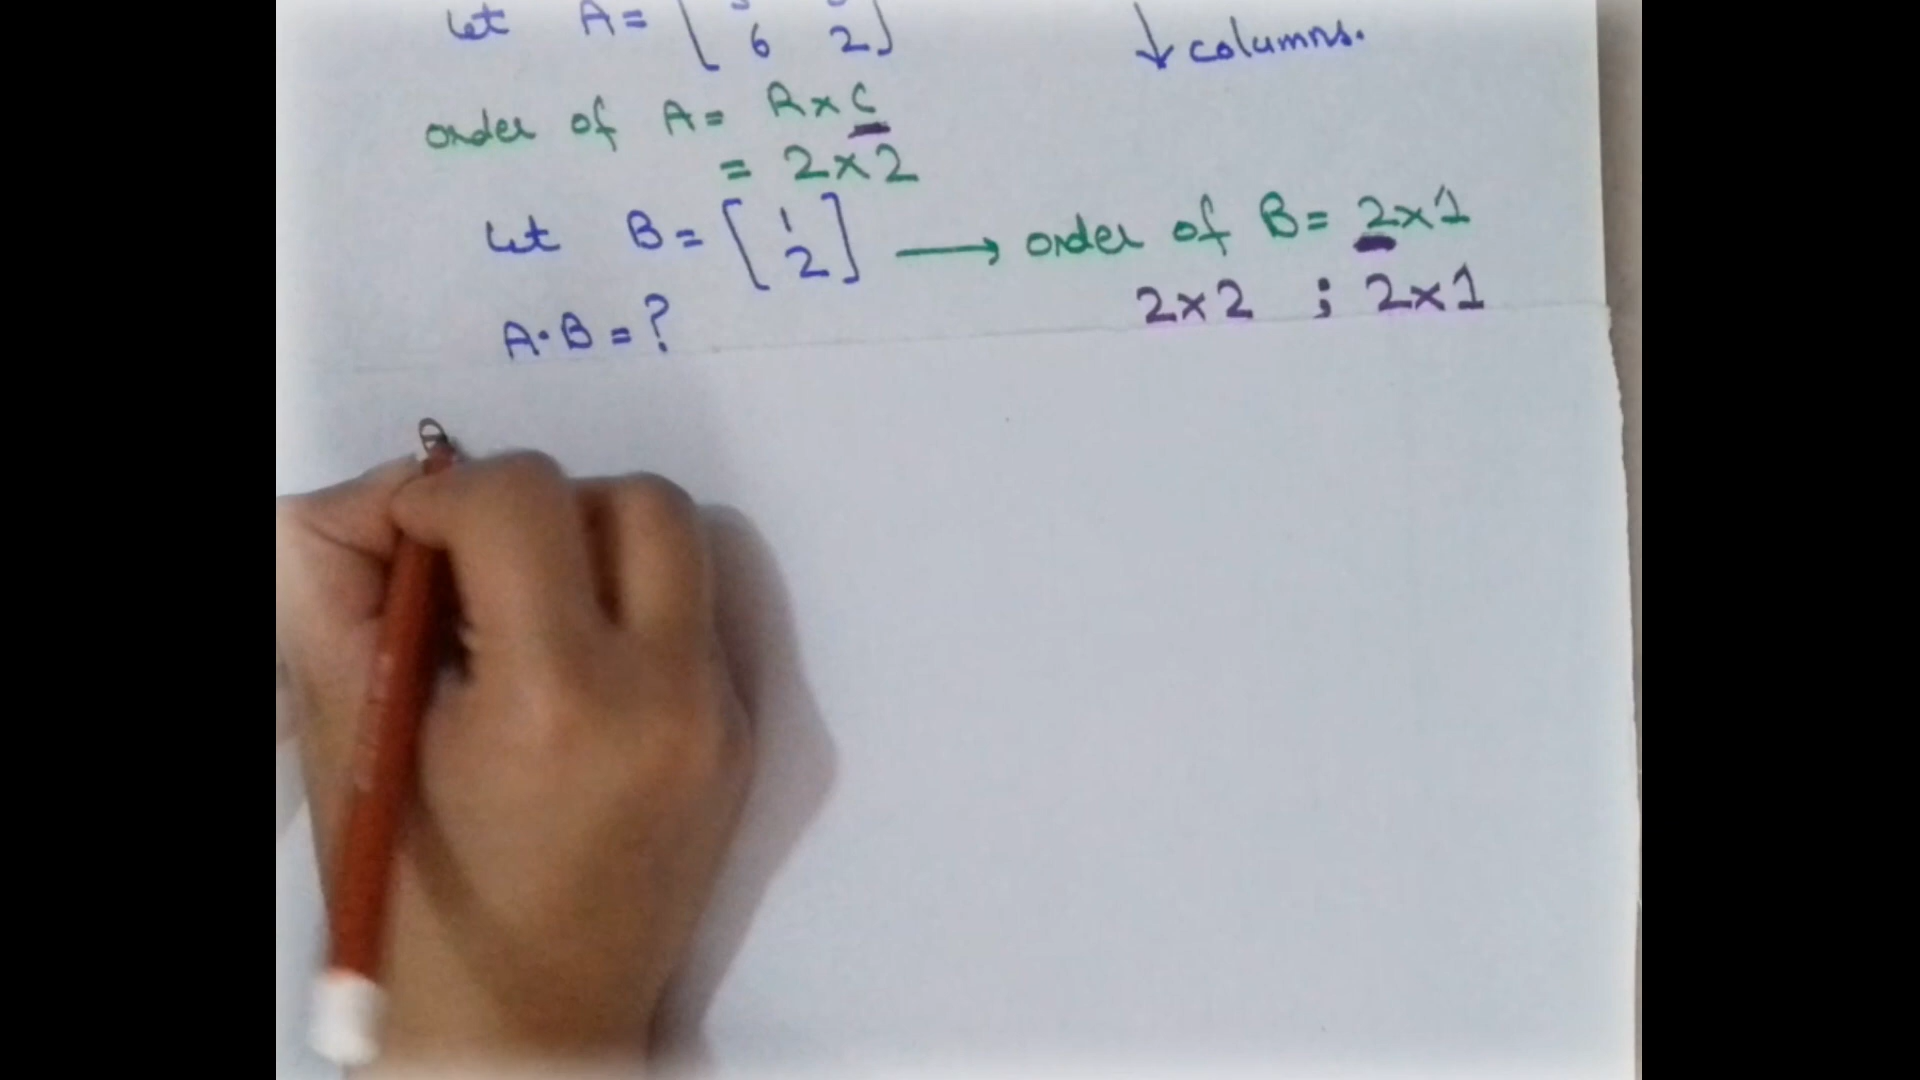 Let A = [
6 2]
↓ columns.
order of A = R×C
= 2×2
Let B = [1
2] → order of B = 2×1
2×2 ; 2×1
A·B = ?